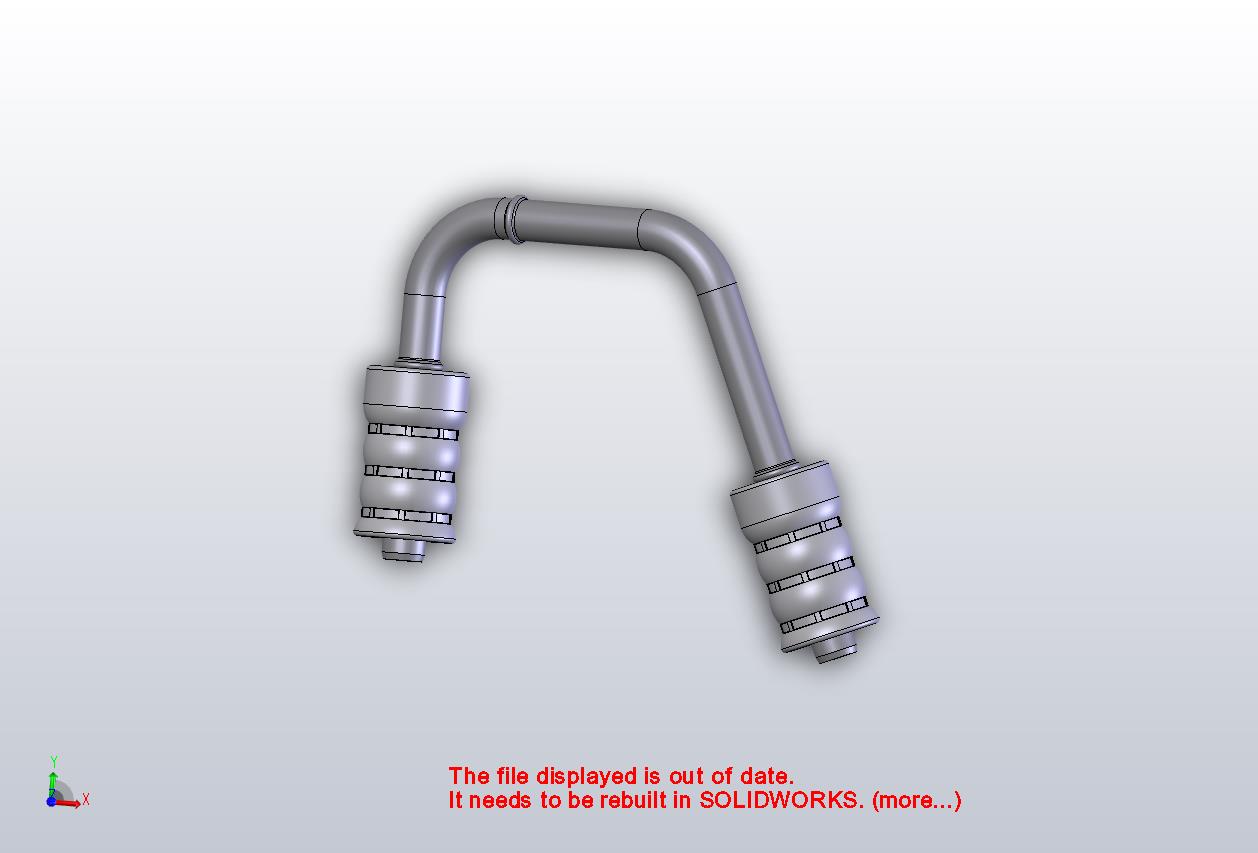 The file displayed is out of date.
It needs to be rebuilt in SOLIDWORKS. (more...)
Y
X